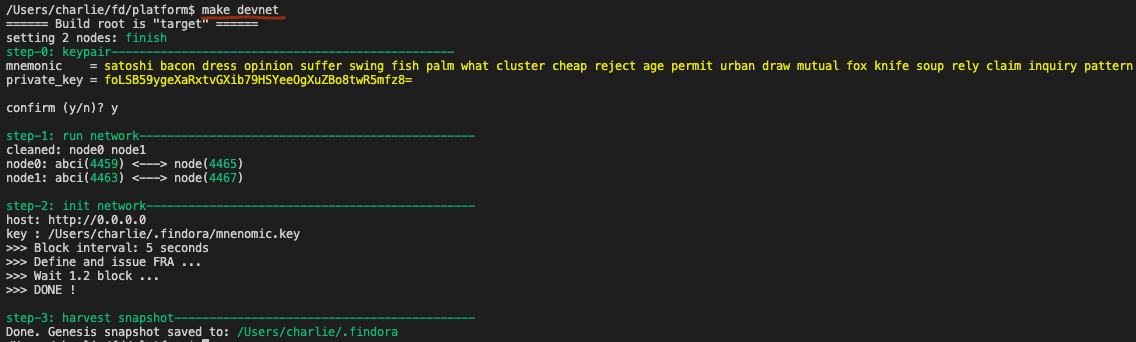 /Users/charlie/fd/platform$ make devnet
====== Build root is "target" ======
setting 2 nodes: finish
step-0: keypair-------------------------------------------------
mnemonic    = satoshi bacon dress opinion suffer swing fish palm what cluster cheap reject age permit urban draw mutual fox knife soup rely claim inquiry pattern
private_key = foLSB59ygeXaRxtvGXib79HSYeeOgXuZBo8twR5mfz8=
confirm (y/n)? y
step-1: run network------------------------------------------------
cleaned: node0 node1
node0: abci(4459) <---> node(4465)
node1: abci(4463) <---> node(4467)
step-2: init network-----------------------------------------------
host: http://0.0.0.0
key : /Users/charlie/.findora/mnenomic.key
>>> Block interval: 5 seconds
>>> Define and issue FRA ...
>>> Wait 1.2 block ...
>>> DONE !
step-3: harvest snapshot-------------------------------------------
Done. Genesis snapshot saved to: /Users/charlie/.findora